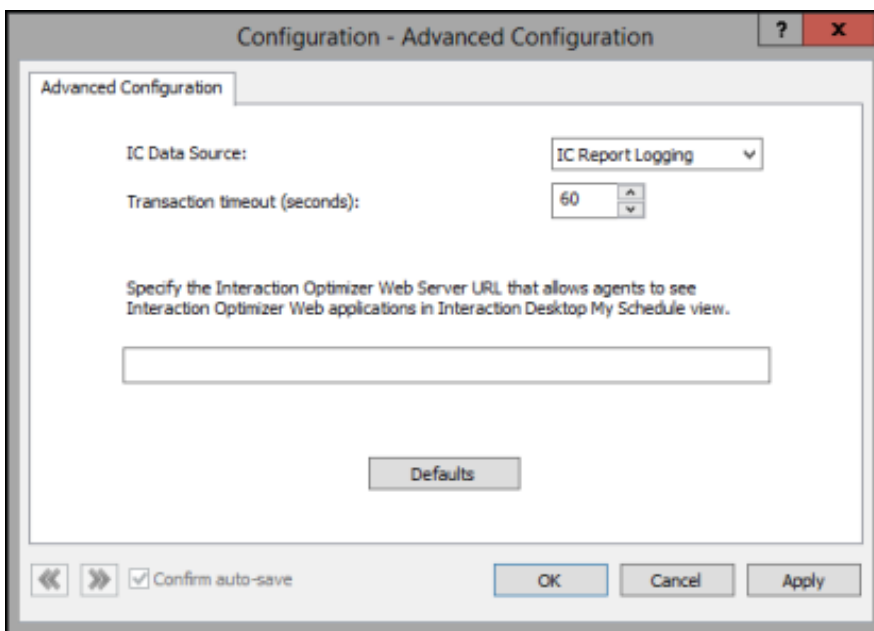 Configuration - Advanced Configuration
?
x
Advanced Configuration
IC Data Source:
IC Report Logging
Transaction timeout (seconds):
60
Specify the Interaction Optimizer Web Server URL that allows agents to see
Interaction Optimizer Web applications in Interaction Desktop My Schedule view.
Defaults
Confirm auto-save
OK
Cancel
Apply